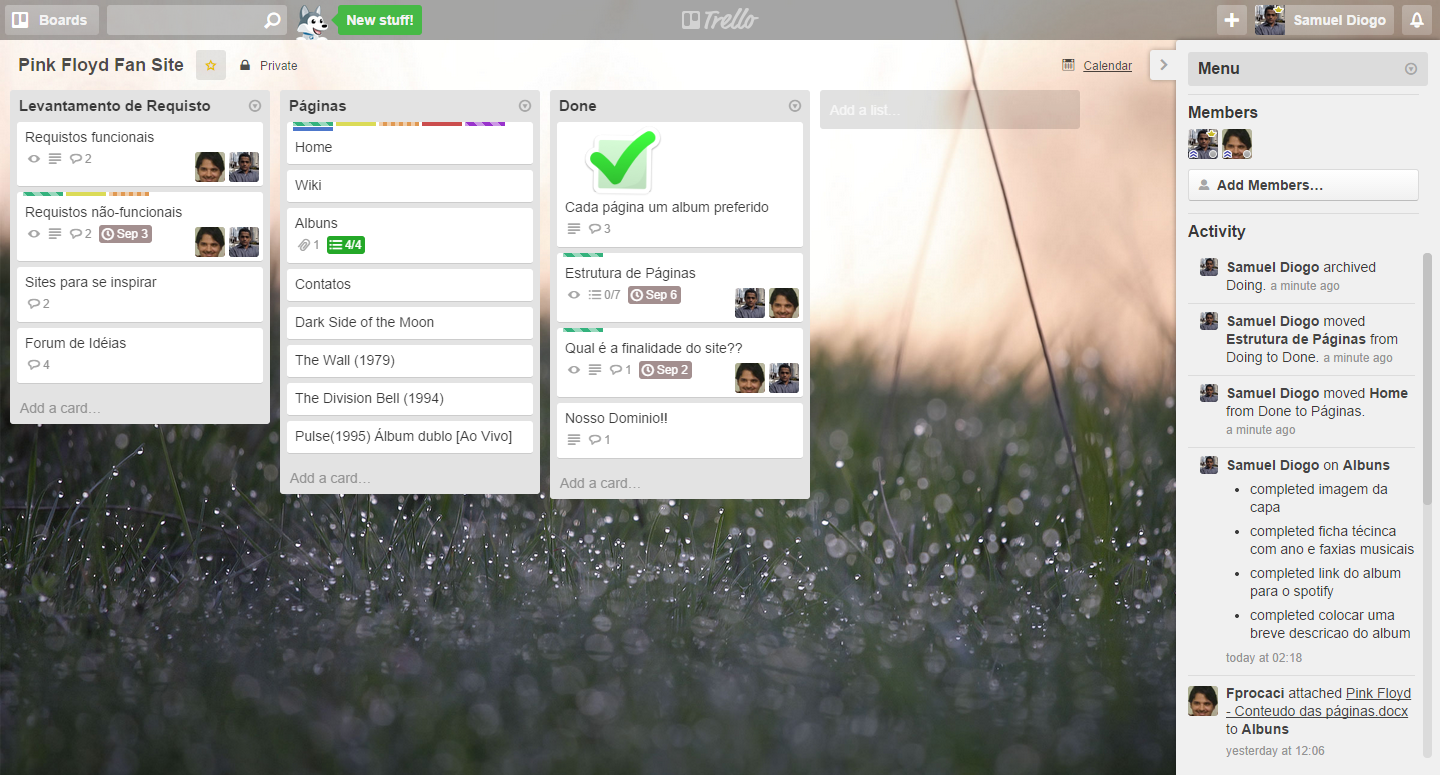 Boards
New stuff!
Trello
Samuel Diogo
Pink Floyd Fan Site
Private
Calendar
Levantamento de Requisto
Requistos funcionais
2
Requistos não-funcionais
2 Sep 3
Sites para se inspirar
2
Forum de Idéias
4
Add a card…
Páginas
Home
Wiki
Albuns
1 4/4
Contatos
Dark Side of the Moon
The Wall (1979)
The Division Bell (1994)
Pulse(1995) Álbum dublo [Ao Vivo]
Add a card…
Done
Cada página um album preferido
3
Estrutura de Páginas
0/7 Sep 6
Qual é a finalidade do site??
1 Sep 2
Nosso Dominio!!
1
Add a card…
Add a list…
Menu
Members
Add Members…
Activity
Samuel Diogo archived
Doing. a minute ago
Samuel Diogo moved
Estrutura de Páginas from
Doing to Done. a minute ago
Samuel Diogo moved Home
from Done to Páginas.
a minute ago
Samuel Diogo on Albuns
completed imagem da
capa
completed ficha técinca
com ano e faxias musicais
completed link do album
para o spotify
completed colocar uma
breve descricao do album
today at 02:18
Fprocaci attached Pink Floyd
- Conteudo das páginas.docx
to Albuns
yesterday at 12:06